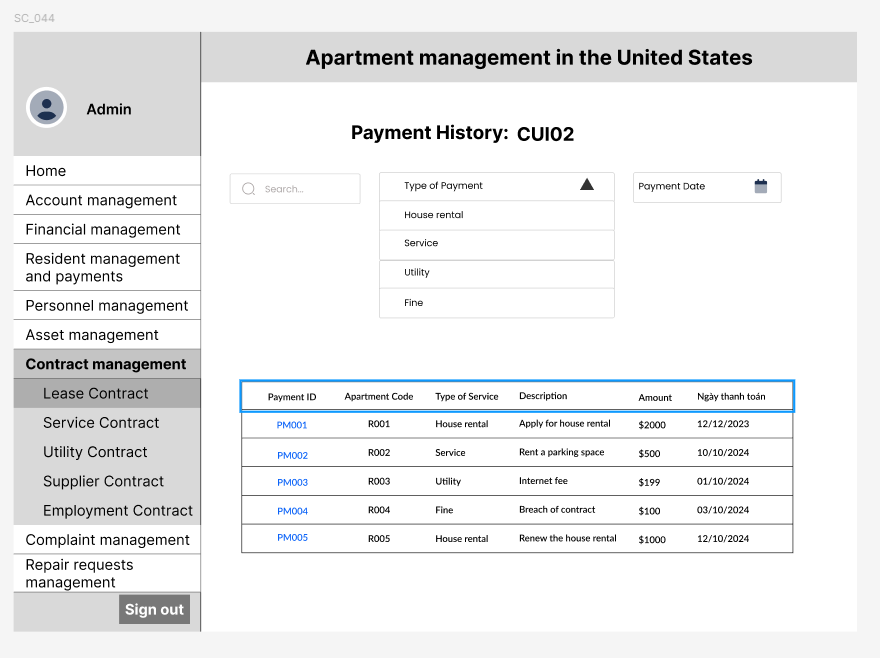 SC_044
Apartment management in the United States
Admin
Home
Account management
Financial management
Resident management
and payments
Personnel management
Asset management
Contract management
Lease Contract
Service Contract
Utility Contract
Supplier Contract
Employment Contract
Complaint management
Repair requests
management
Sign out
Payment History: CUI02
Search...
Type of Payment
House rental
Service
Utility
Fine
Payment Date
Payment ID Apartment Code Type of Service Description Amount Ngày thanh toán
PM001 R001 House rental Apply for house rental $2000 12/12/2023
PM002 R002 Service Rent a parking space $500 10/10/2024
PM003 R003 Utility Internet fee $199 01/10/2024
PM004 R004 Fine Breach of contract $100 03/10/2024
PM005 R005 House rental Renew the house rental $1000 12/10/2024